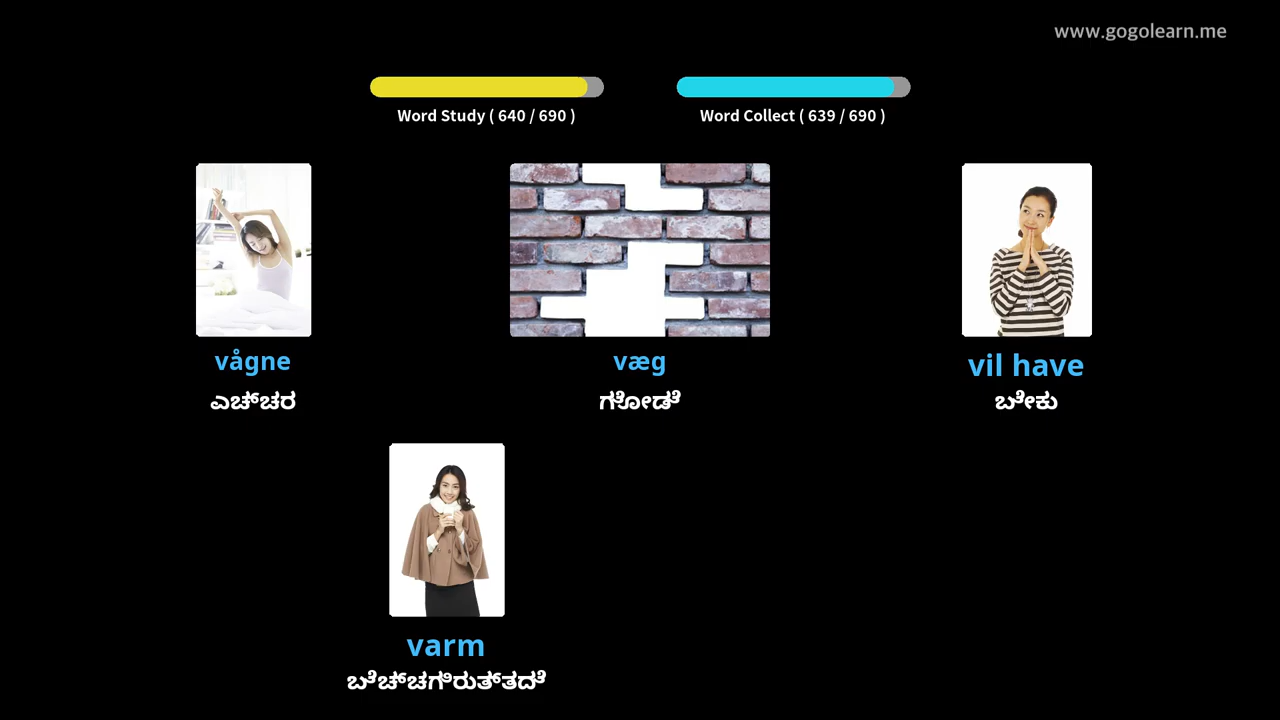 www.gogolearn.me
Word Study ( 640 / 690 )
Word Collect ( 639 / 690 )
vågne
væg
vil have
ಎಚ್ಚರ
ಗೋಡೆ
ಬೇಕು
varm
ಬೆಚ್ಚಗಿರುತ್ತದೆ